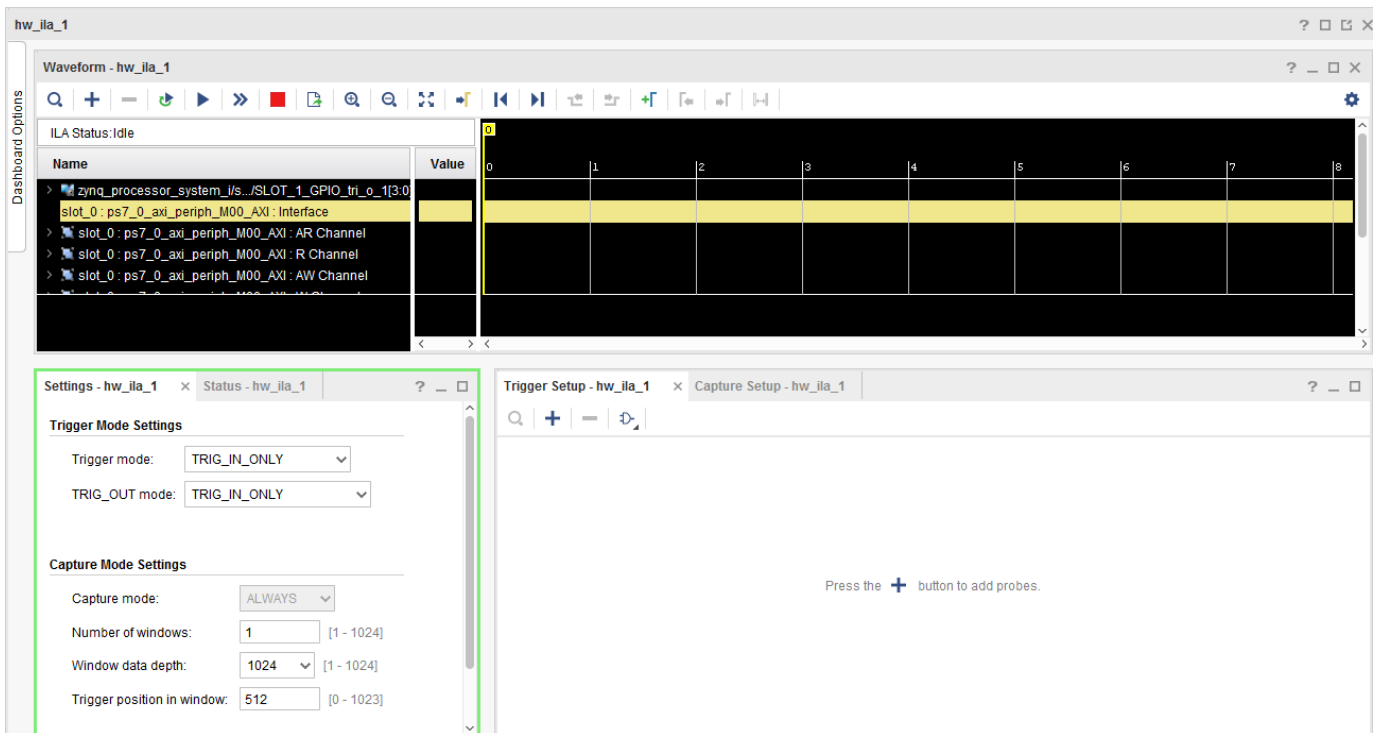 hw_ila_1
Dashboard Options
Waveform - hw_ila_1
ILA Status: Idle
Name Value
0
0 1 2 3 4 5 6 7 8
zynq_processor_system_i/s.../SLOT_1_GPIO_tri_o_1[3:0
slot_0 : ps7_0_axi_periph_M00_AXI : Interface
slot_0 : ps7_0_axi_periph_M00_AXI : AR Channel
slot_0 : ps7_0_axi_periph_M00_AXI : R Channel
slot_0 : ps7_0_axi_periph_M00_AXI : AW Channel
Settings - hw_ila_1 Status - hw_ila_1
Trigger Mode Settings
Trigger mode: TRIG_IN_ONLY
TRIG_OUT mode: TRIG_IN_ONLY
Capture Mode Settings
Capture mode: ALWAYS
Number of windows: 1 [1 - 1024]
Window data depth: 1024 [1 - 1024]
Trigger position in window: 512 [0 - 1023]
Trigger Setup - hw_ila_1 Capture Setup - hw_ila_1
Press the + button to add probes.